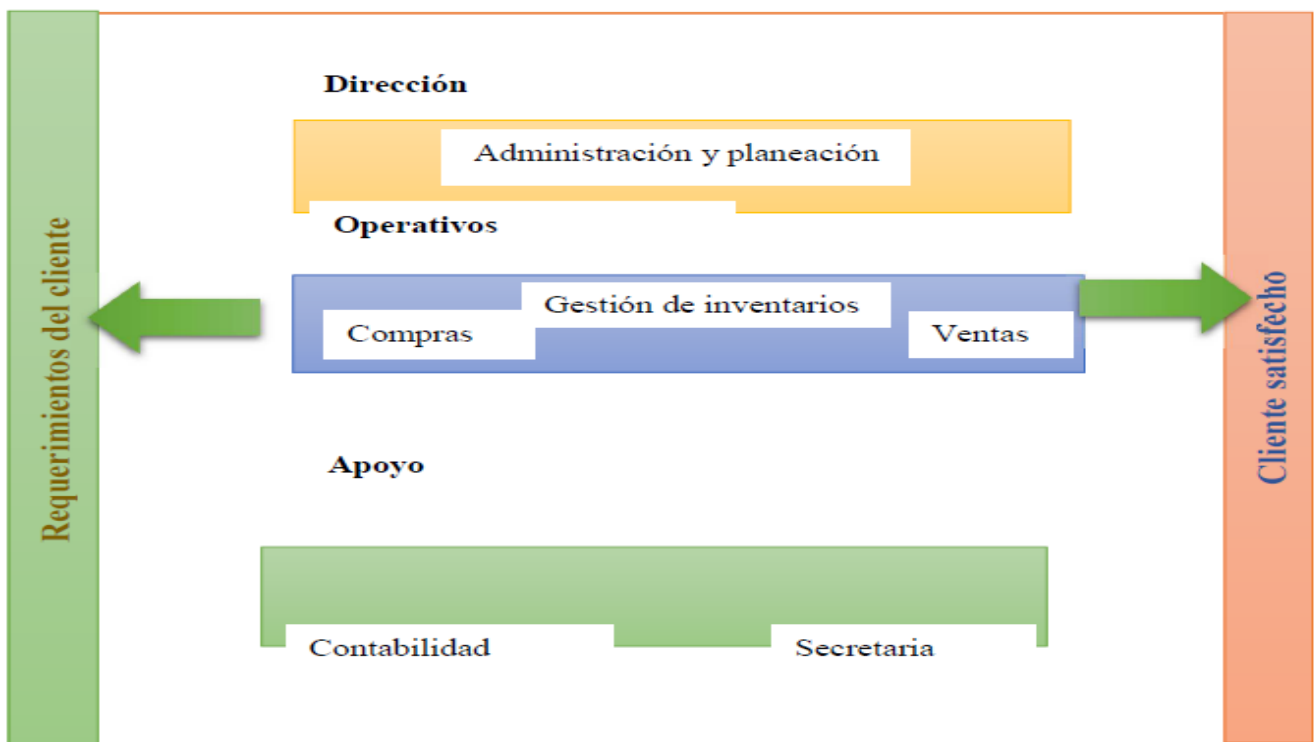 Requerimientos del cliente
Dirección
Administración y planeación
Operativos
Gestión de inventarios
Compras
Ventas
Apoyo
Contabilidad
Secretaria
Cliente satisfecho